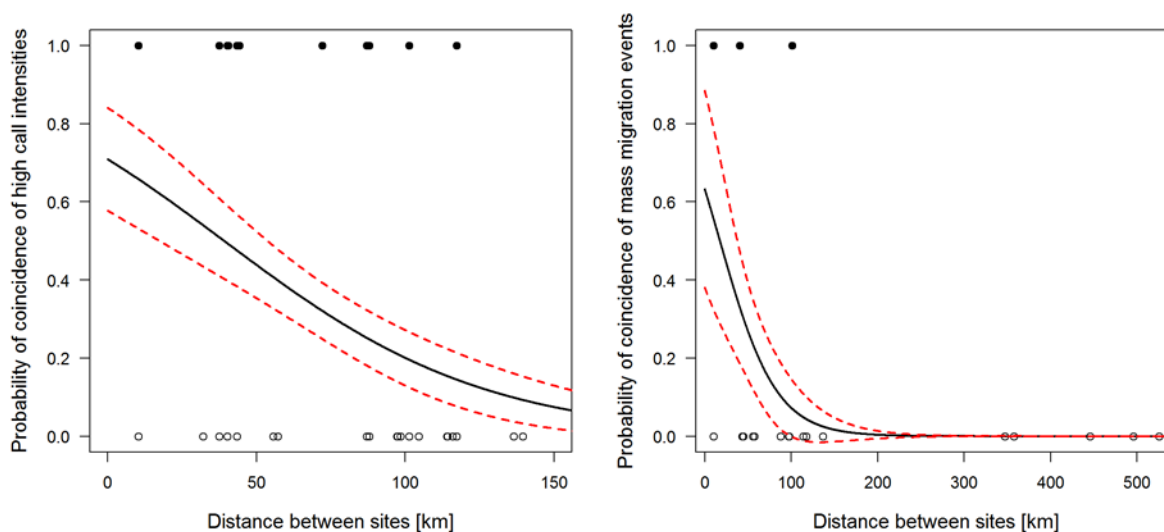 Probability of coincidence of high call intensities
1.0
0.8
0.6
0.4
0.2
0.0
0 50 100 150
Distance between sites [km]
Probability of coincidence of mass migration events
1.0
0.8
0.6
0.4
0.2
0.0
0 100 200 300 400 500
Distance between sites [km]